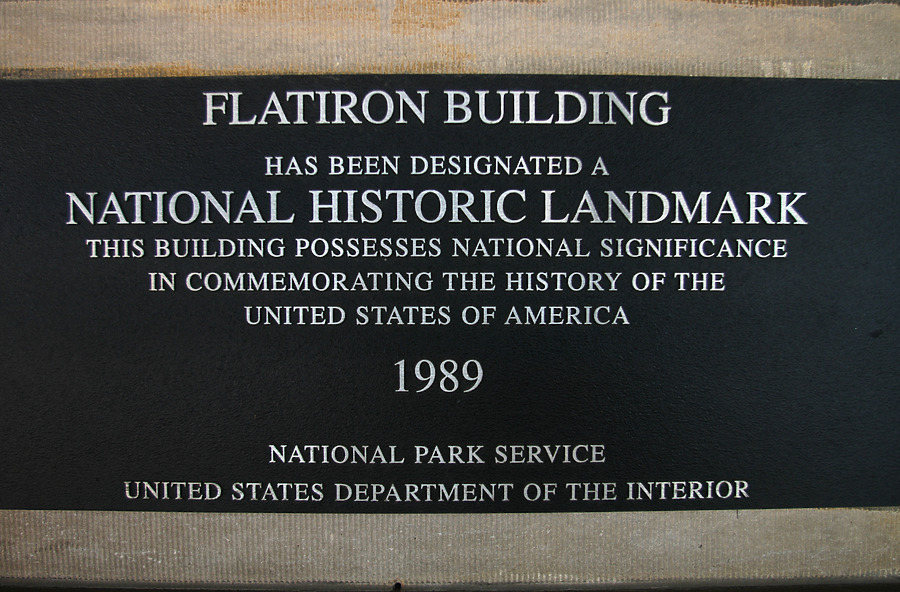 FLATIRON BUILDING
HAS BEEN DESIGNATED A
NATIONAL HISTORIC LANDMARK
THIS BUILDING POSSESSES NATIONAL SIGNIFICANCE
IN COMMEMORATING THE HISTORY OF THE
UNITED STATES OF AMERICA
1989
NATIONAL PARK SERVICE
UNITED STATES DEPARTMENT OF THE INTERIOR